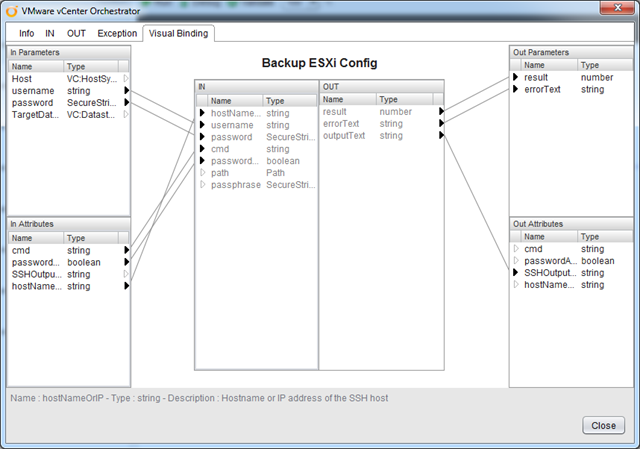 VMware vCenter Orchestrator
Info IN OUT Exception Visual Binding
In Parameters
Name Type
Host VC:HostSy...
username string
password SecureStri...
TargetDat... VC:Datast...
In Attributes
Name Type
cmd string
password... boolean
SSHOutpu... string
hostName... string
Backup ESXi Config
IN
Name Type
hostName... string
username string
password SecureStri...
cmd string
password... boolean
path Path
passphrase SecureStri...
OUT
Name Type
result number
errorText string
outputText string
Out Parameters
Name Type
result number
errorText string
Out Attributes
Name Type
cmd string
passwordA... boolean
SSHOutpu... string
hostName... string
Name : hostNameOrIP - Type : string - Description : Hostname or IP address of the SSH host
Close